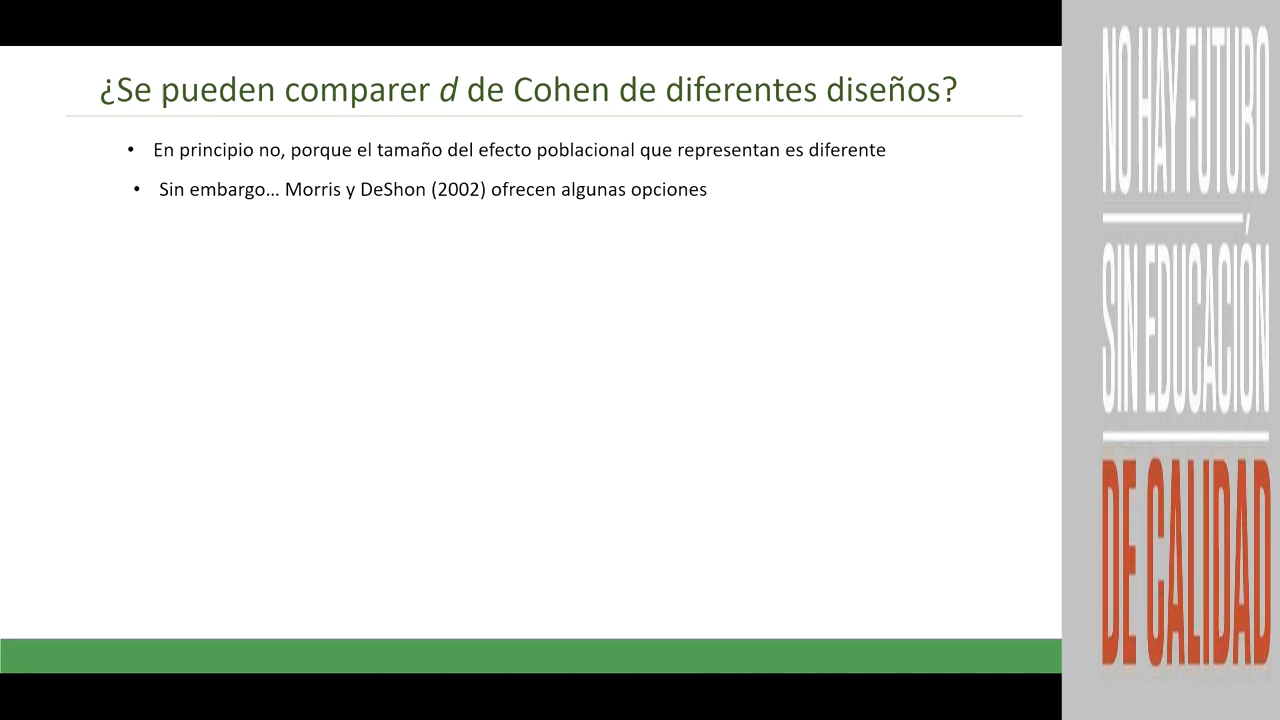 ¿Se pueden comparer d de Cohen de diferentes diseños?
• En principio no, porque el tamaño del efecto poblacional que representan es diferente
• Sin embargo... Morris y DeShon (2002) ofrecen algunas opciones
NO HAY FUTURO
SIN EDUCACIÓN
DE CALIDAD